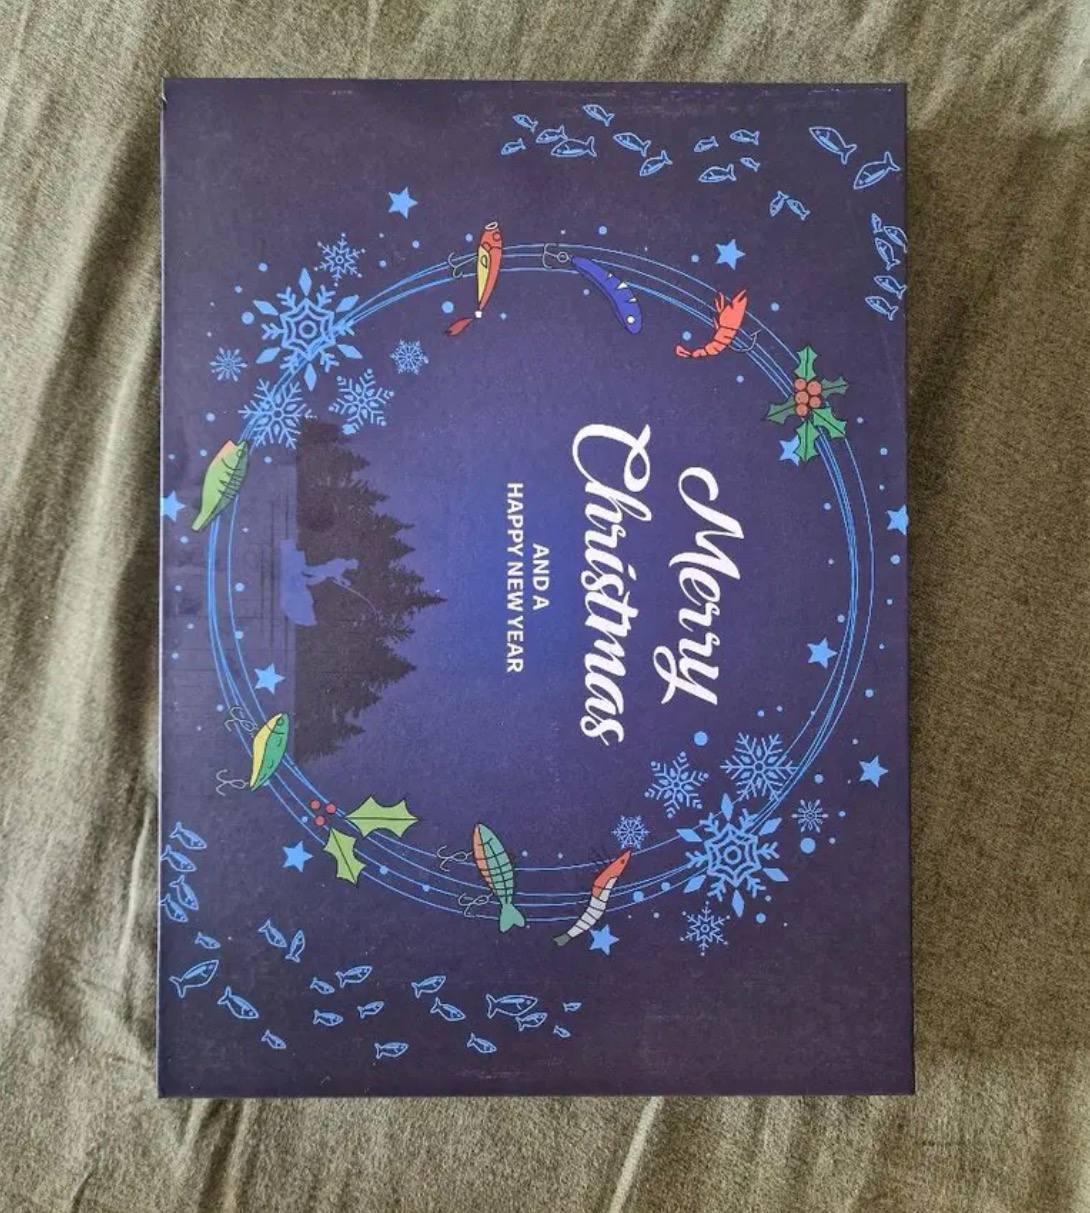 Merry
Christmas
AND A
HAPPY NEW YEAR